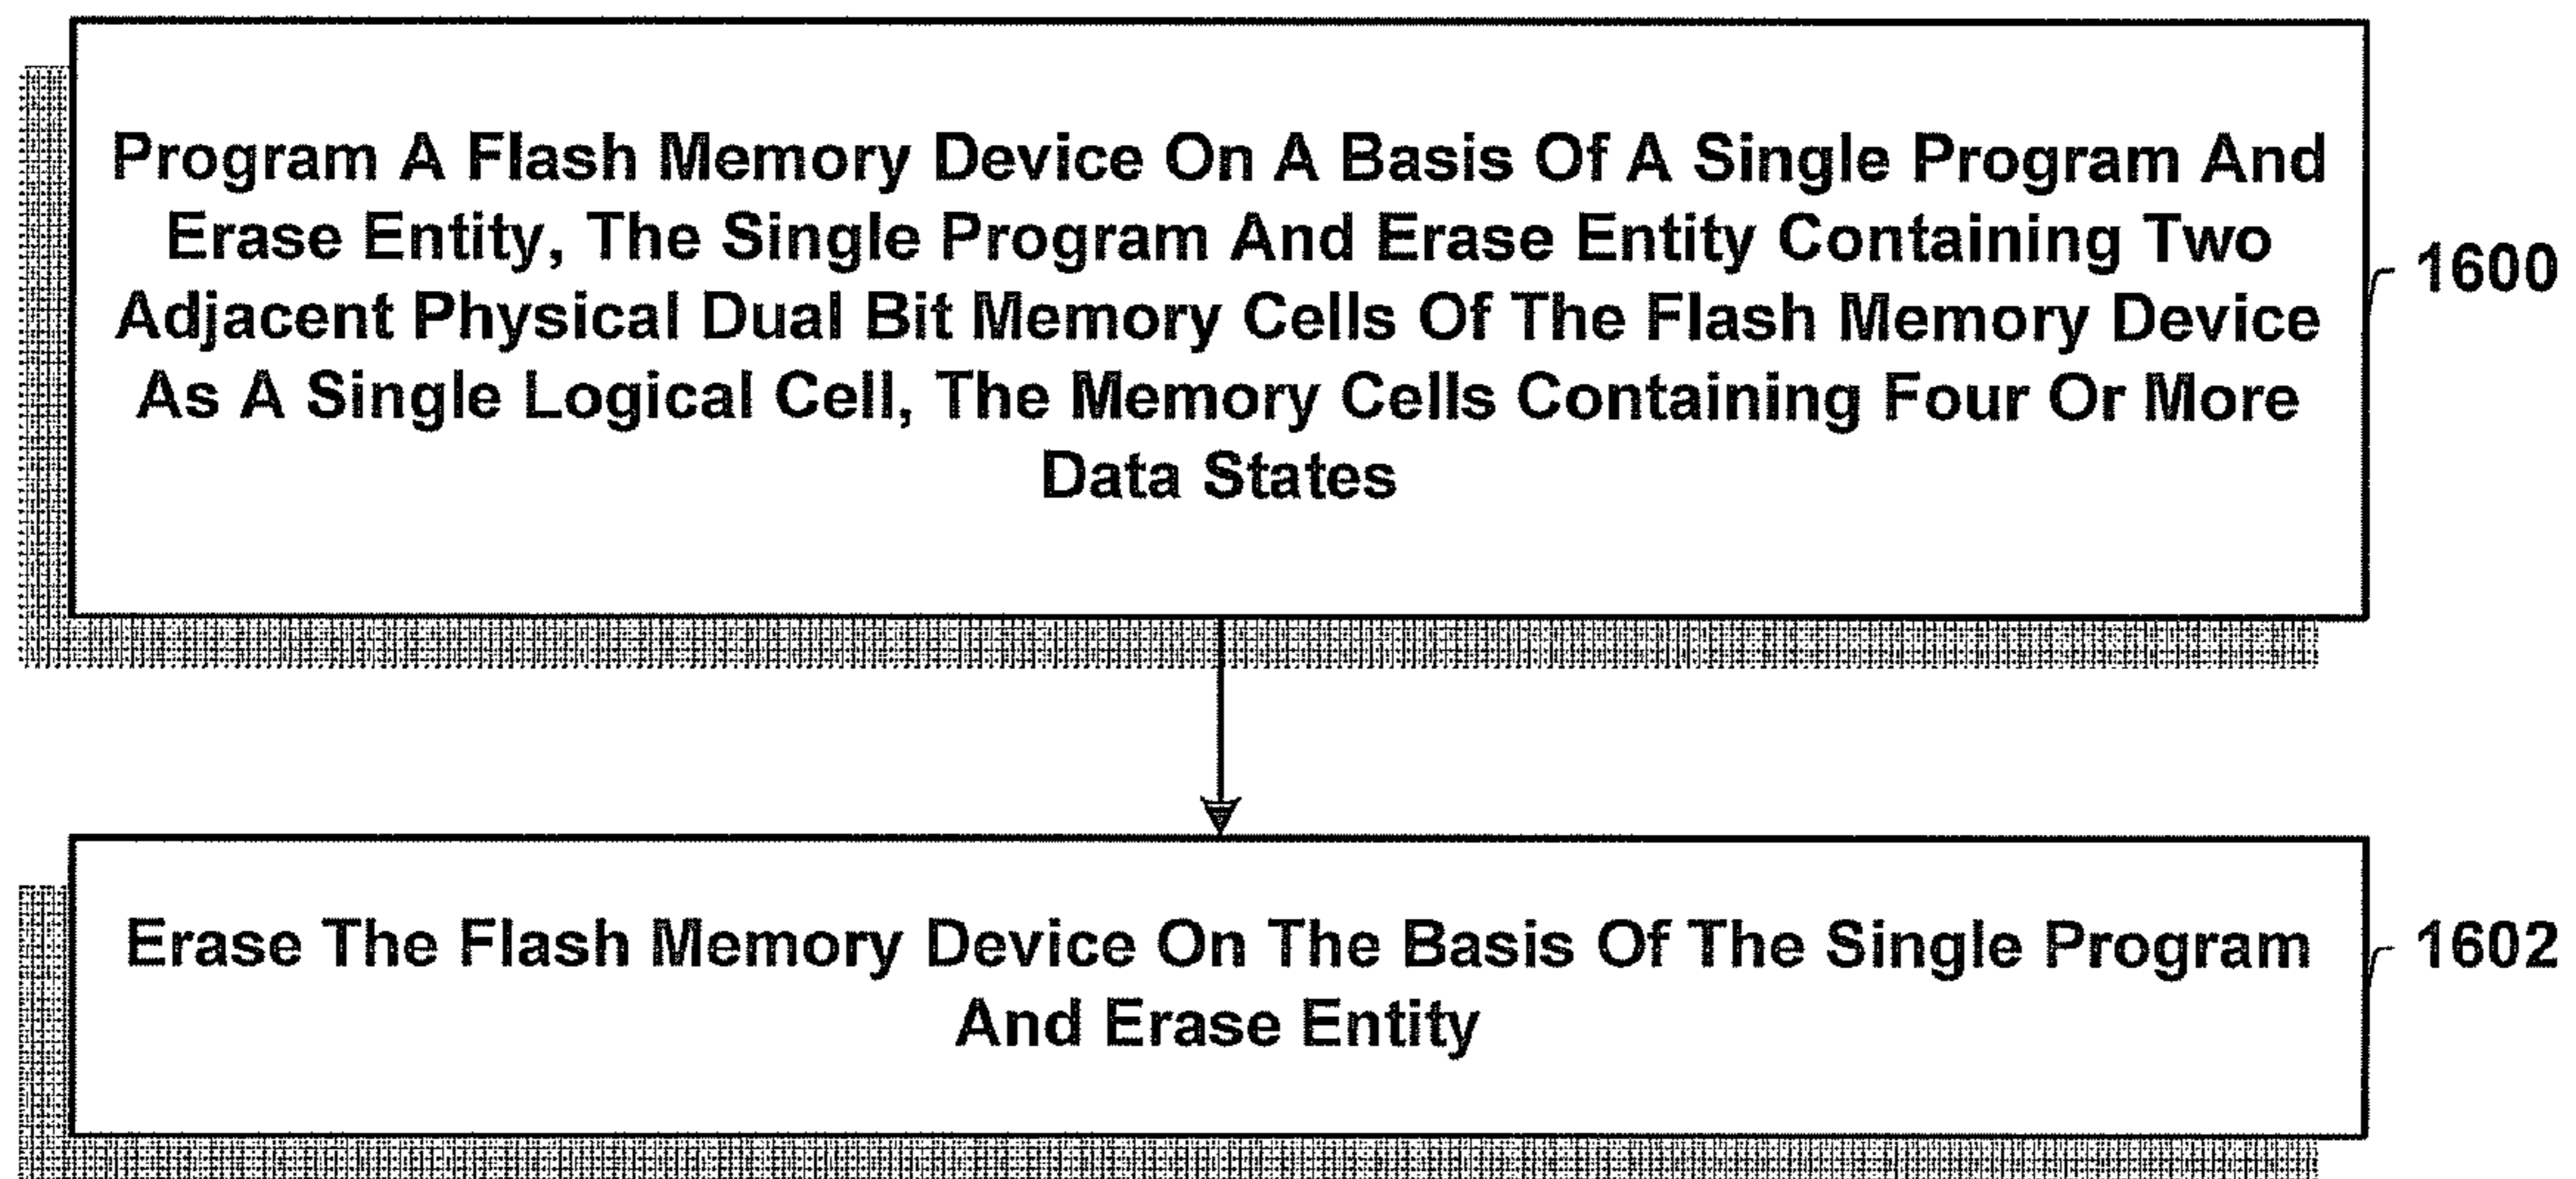 Program A Flash Memory Device On A Basis Of A Single Program And
Erase Entity, The Single Program And Erase Entity Containing Two
Adjacent Physical Dual Bit Memory Cells Of The Flash Memory Device
As A Single Logical Cell, The Memory Cells Containing Four Or More
Data States
1600
Erase The Flash Memory Device On The Basis Of The Single Program
And Erase Entity
1602